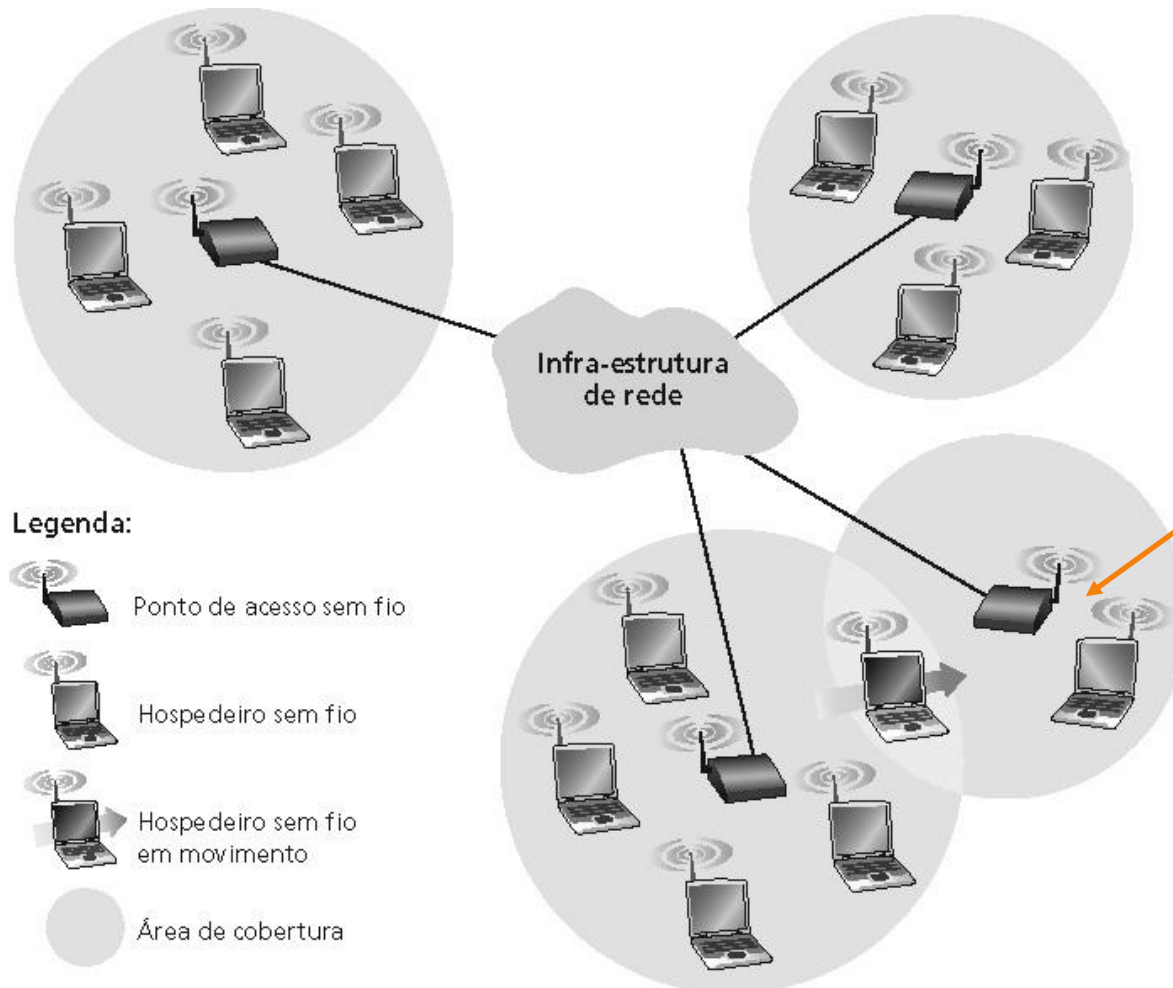 Infra-estrutura
de rede
Legenda:
Ponto de acesso sem fio
Hospedeiro sem fio
Hospedeiro sem fio
em movimento
Área de cobertura